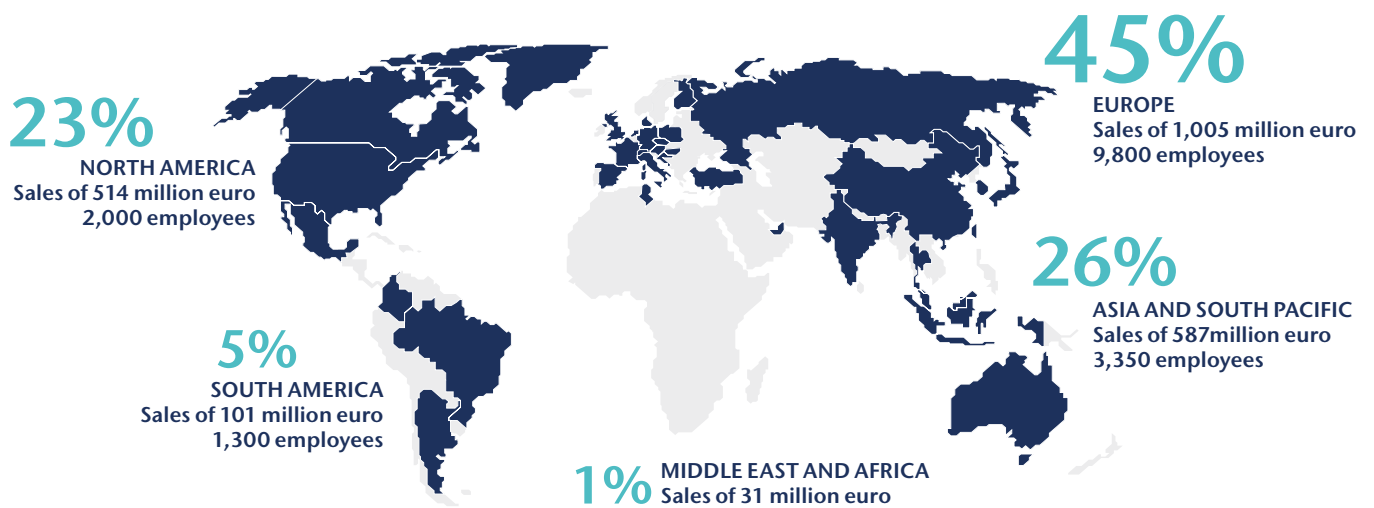 23%
NORTH AMERICA
Sales of 514 million euro
2,000 employees
5%
SOUTH AMERICA
Sales of 101 million euro
1,300 employees
1%
MIDDLE EAST AND AFRICA
Sales of 31 million euro
45%
EUROPE
Sales of 1,005 million euro
9,800 employees
26%
ASIA AND SOUTH PACIFIC
Sales of 587million euro
3,350 employees